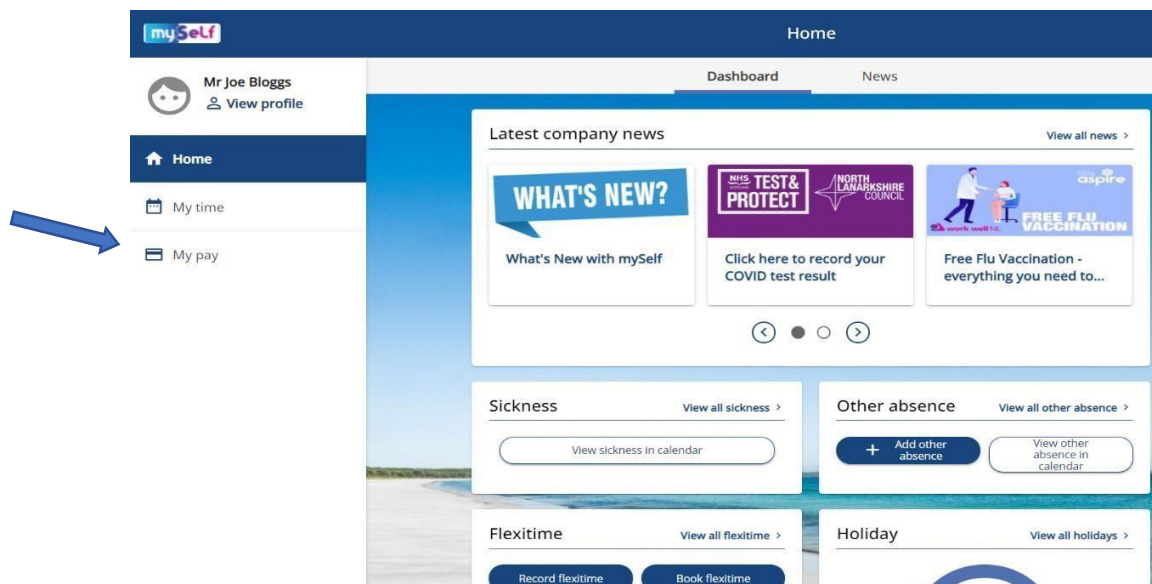 mySeLf
Home
Mr Joe Bloggs
View profile
Dashboard
News
Home
My time
My pay
Latest company news
View all news >
WHAT'S NEW?
What's New with mySelf
NHS TEST&
PROTECT
NORTH
LANARKSHIRE
COUNCIL
Click here to record your
COVID test result
aspire
FREE FLU
VACCINATION
work well NL
Free Flu Vaccination -
everything you need to...
Sickness
View all sickness >
View sickness in calendar
Other absence
View all other absence >
+ Add other
absence
View other
absence in
calendar
Flexitime
View all flexitime >
Record flexitime
Book flexitime
Holiday
View all holidays >